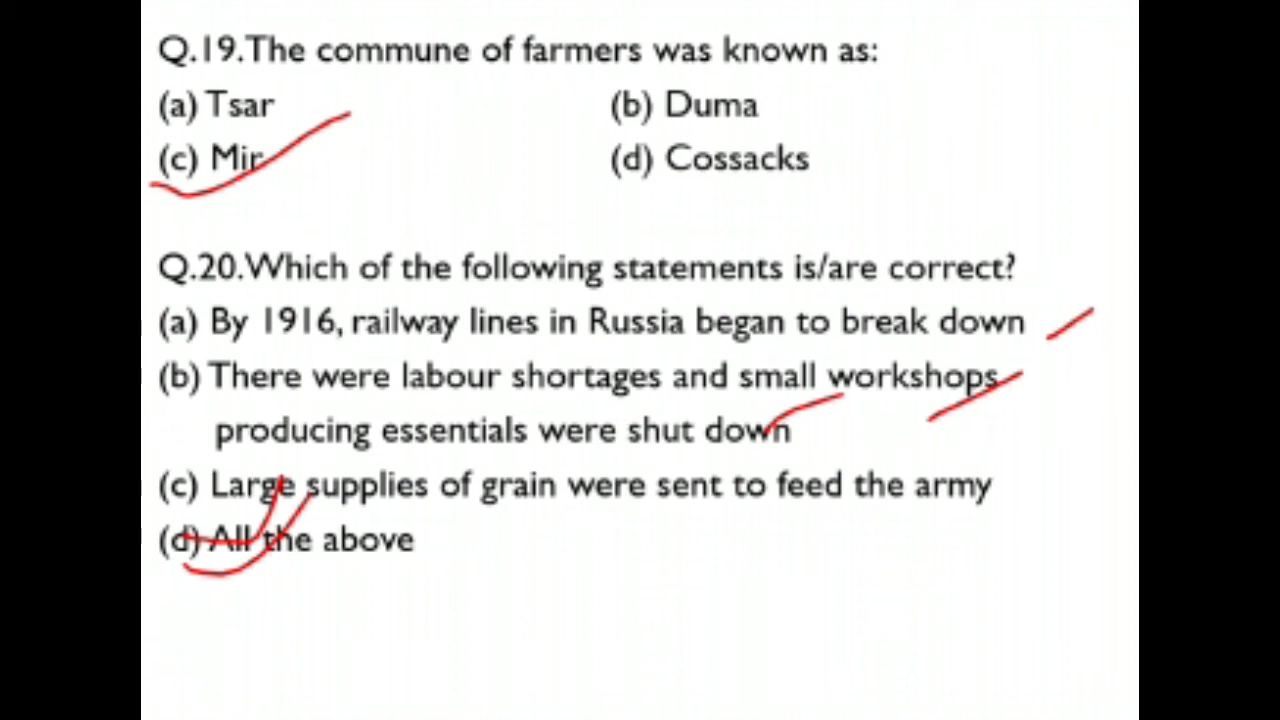 Q.19.The commune of farmers was known as:
(a) Tsar (b) Duma
(c) Mir (d) Cossacks
Q.20.Which of the following statements is/are correct?
(a) By 1916, railway lines in Russia began to break down
(b) There were labour shortages and small workshops
producing essentials were shut down
(c) Large supplies of grain were sent to feed the army
(d) All the above